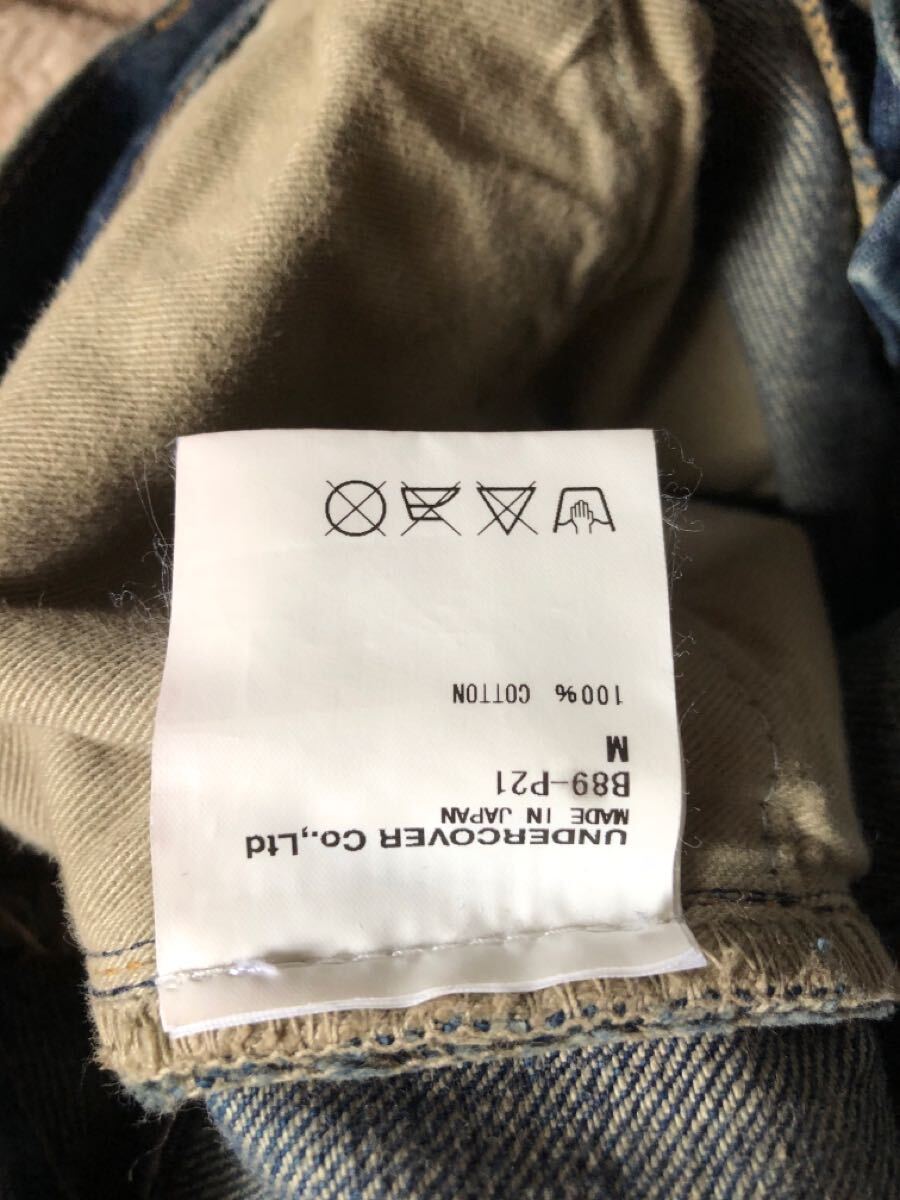 UNDERCOVER Co.,Ltd
MADE IN JAPAN
B89-P21
M
100% COTTON